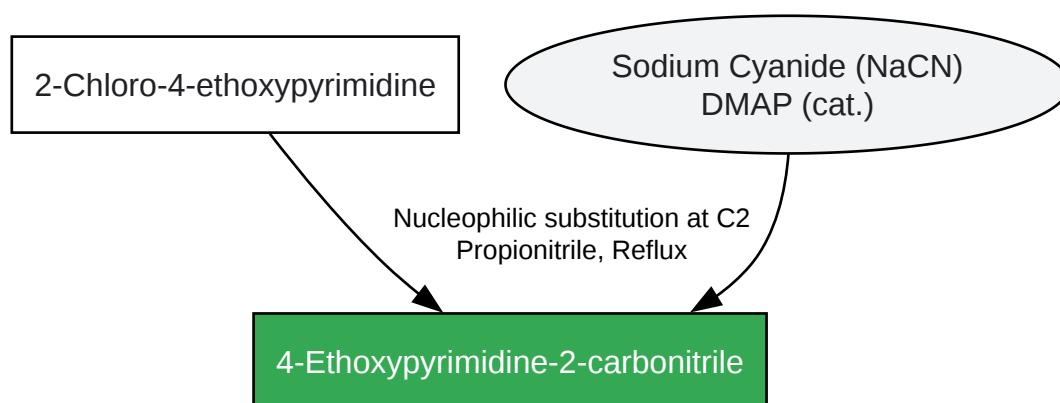 2-Chloro-4-ethoxypyrimidine
Sodium Cyanide (NaCN)
DMAP (cat.)
Nucleophilic substitution at C2
Propionitrile, Reflux
4-Ethoxypyrimidine-2-carbonitrile